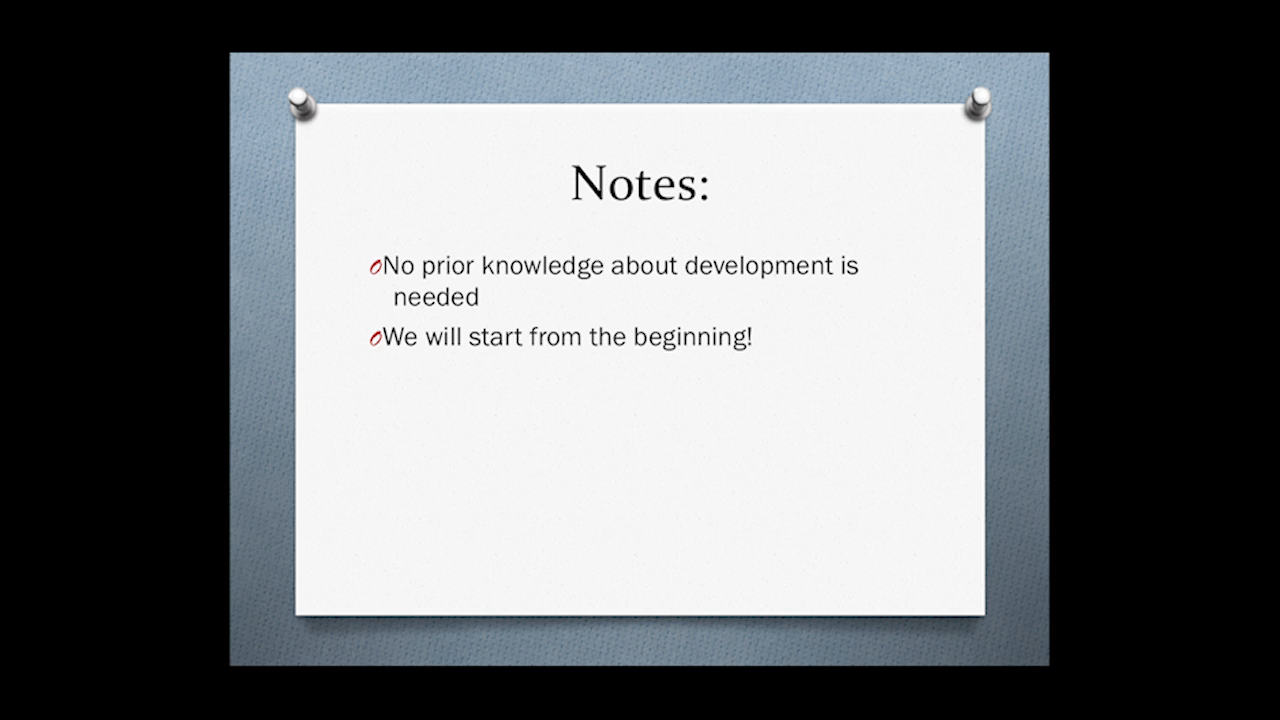 Notes:
No prior knowledge about development is
needed
We will start from the beginning!